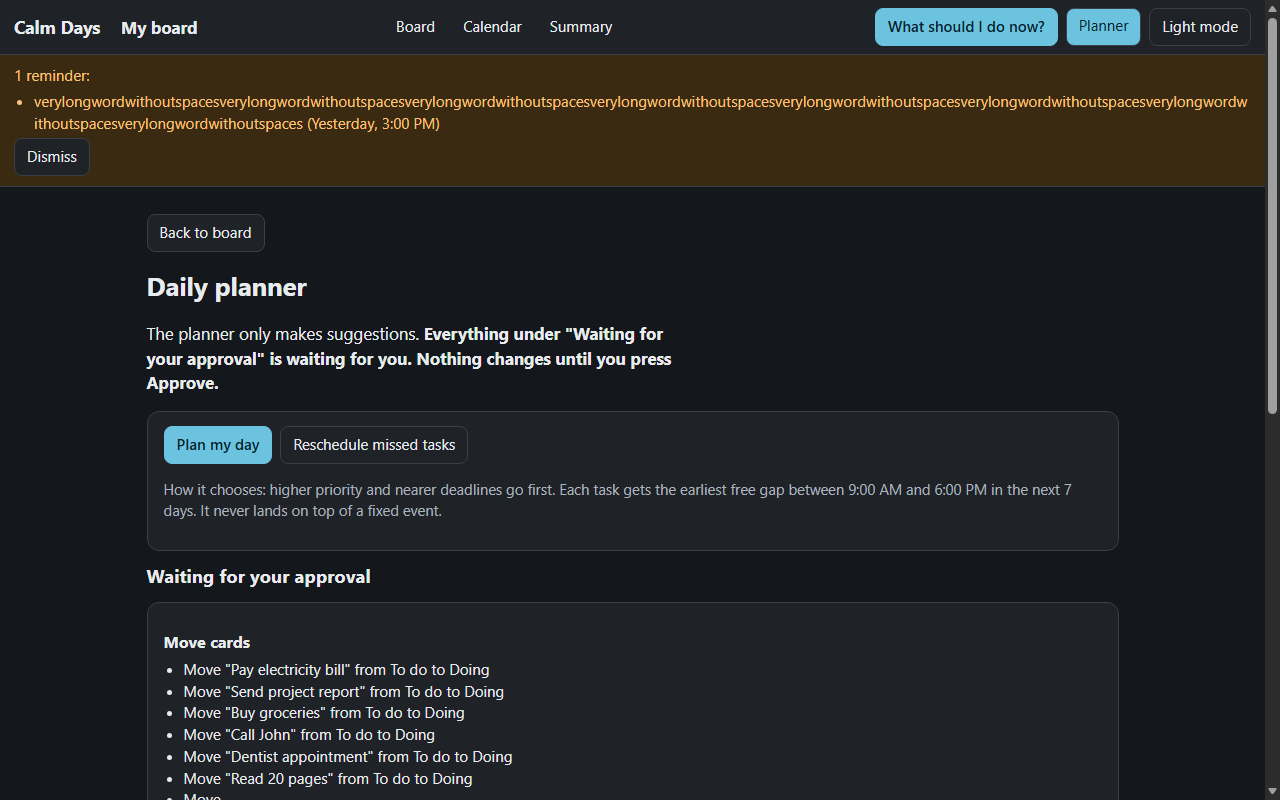 Calm Days My board Board Calendar Summary What should I do now? Planner Light mode
1 reminder:
• verylongwordwithoutspacesverylongwordwithoutspacesverylongwordwithoutspacesverylongwordwithoutspacesverylongwordwithoutspacesverylongwordwithoutspacesverylongwordw
ithoutspacesverylongwordwithoutspaces (Yesterday, 3:00 PM)
Dismiss
Back to board
Daily planner
The planner only makes suggestions. Everything under "Waiting for
your approval" is waiting for you. Nothing changes until you press
Approve.
Plan my day Reschedule missed tasks
How it chooses: higher priority and nearer deadlines go first. Each task gets the earliest free gap between 9:00 AM and 6:00 PM in the next 7
days. It never lands on top of a fixed event.
Waiting for your approval
Move cards
• Move "Pay electricity bill" from To do to Doing
• Move "Send project report" from To do to Doing
• Move "Buy groceries" from To do to Doing
• Move "Call John" from To do to Doing
• Move "Dentist appointment" from To do to Doing
• Move "Read 20 pages" from To do to Doing
• Move